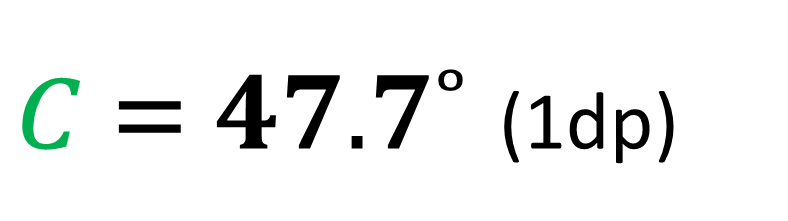 C = 47.7° (1dp)